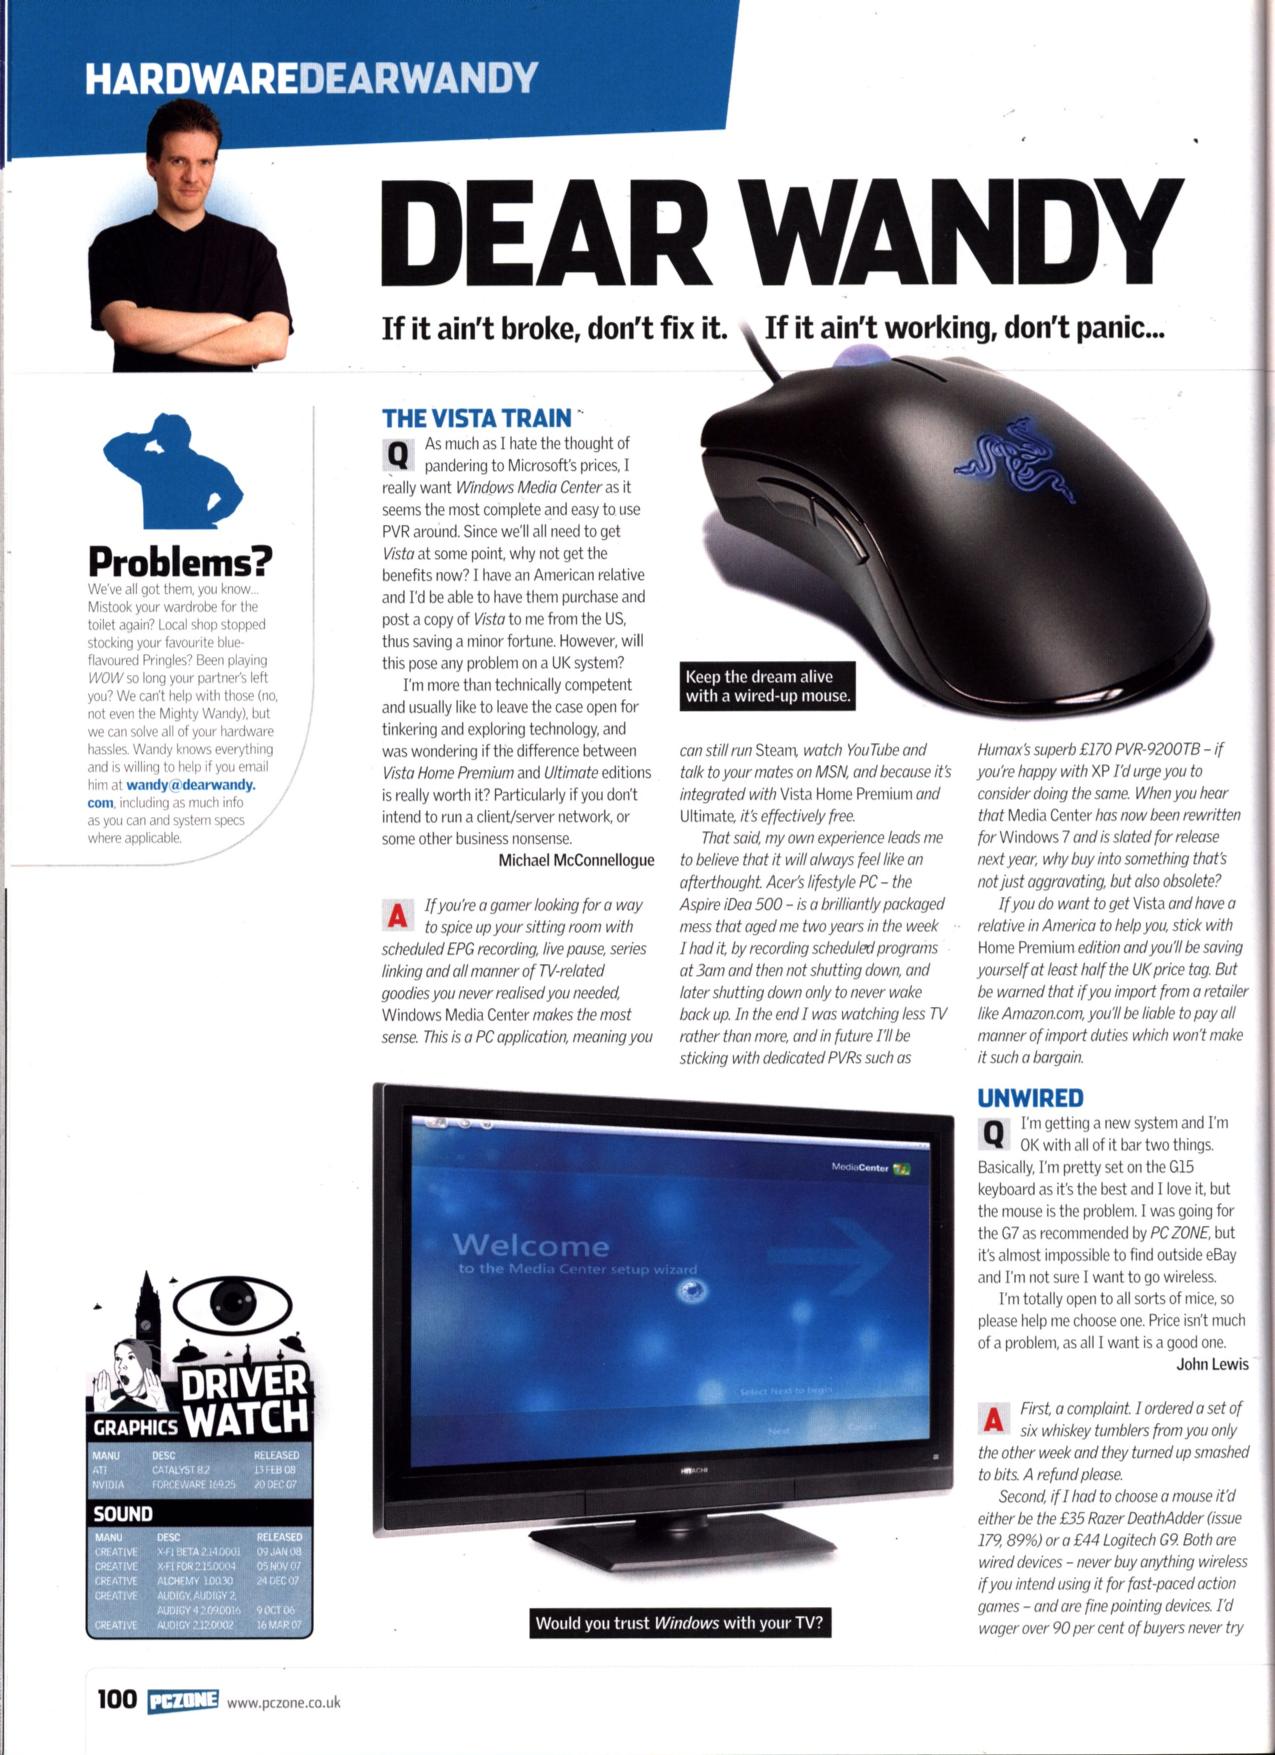 HARDWAREDEARWANDY
DEAR WANDY
If it ain't broke, don't fix it. If it ain't working, don't panic...
Problems?
We've all got them, you know...
Mistook your wardrobe for the
toilet again? Local shop stopped
stocking your favourite blue-
flavoured Pringles? Been playing
WOW so long your partner's left
you? We can't help with those (no,
not even the Mighty Wandy), but
we can solve all of your hardware
hassles. Wandy knows everything
and is willing to help if you email
him at wandy@dearwandy.
com, including as much info
as you can and system specs
where applicable.
THE VISTA TRAIN
Q As much as I hate the thought of
pandering to Microsoft's prices, I
really want Windows Media Center as it
seems the most complete and easy to use
PVR around. Since we'll all need to get
Vista at some point, why not get the
benefits now? I have an American relative
and I'd be able to have them purchase and
post a copy of Vista to me from the US,
thus saving a minor fortune. However, will
this pose any problem on a UK system?
I'm more than technically competent
and usually like to leave the case open for
tinkering and exploring technology, and
was wondering if the difference between
Vista Home Premium and Ultimate editions
is really worth it? Particularly if you don't
intend to run a client/server network, or
some other business nonsense.
Michael McConnellogue
A If you're a gamer looking for a way
to spice up your sitting room with
scheduled EPG recording, live pause, series
linking and all manner of TV-related
goodies you never realised you needed,
Windows Media Center makes the most
sense. This is a PC application, meaning you
Keep the dream alive
with a wired-up mouse.
can still run Steam, watch YouTube and
talk to your mates on MSN, and because it's
integrated with Vista Home Premium and
Ultimate, it's effectively free.
That said, my own experience leads me
to believe that it will always feel like an
afterthought. Acer's lifestyle PC – the
Aspire iDea 500 – is a brilliantly packaged
mess that aged me two years in the week
I had it, by recording scheduled programs
at 3am and then not shutting down, and
later shutting down only to never wake
back up. In the end I was watching less TV
rather than more, and in future I'll be
sticking with dedicated PVRs such as
Humax's superb £170 PVR-9200TB – if
you're happy with XP I'd urge you to
consider doing the same. When you hear
that Media Center has now been rewritten
for Windows 7 and is slated for release
next year, why buy into something that's
not just aggravating, but also obsolete?
If you do want to get Vista and have a
relative in America to help you, stick with
Home Premium edition and you'll be saving
yourself at least half the UK price tag. But
be warned that if you import from a retailer
like Amazon.com, you'll be liable to pay all
manner of import duties which won't make
it such a bargain.
UNWIRED
Q I'm getting a new system and I'm
OK with all of it bar two things.
Basically, I'm pretty set on the G15
keyboard as it's the best and I love it, but
the mouse is the problem. I was going for
the G7 as recommended by PC ZONE, but
it's almost impossible to find outside eBay
and I'm not sure I want to go wireless.
I'm totally open to all sorts of mice, so
please help me choose one. Price isn't much
of a problem, as all I want is a good one.
John Lewis
A First, a complaint. I ordered a set of
six whiskey tumblers from you only
the other week and they turned up smashed
to bits. A refund please.
Second, if I had to choose a mouse it'd
either be the £35 Razer DeathAdder (issue
179, 89%) or a £44 Logitech G9. Both are
wired devices – never buy anything wireless
if you intend using it for fast-paced action
games – and are fine pointing devices. I'd
wager over 90 per cent of buyers never try
MediaCenter
Welcome
to the Media Center setup wizard
Select Next to begin
Next
Cancel
HITACHI
Would you trust Windows with your TV?
DRIVER
WATCH
GRAPHICS
MANU DESC RELEASED
ATI CATALYST 8.2 13 FEB 08
NVIDIA FORCEWARE 169.25 20 DEC 07
SOUND
MANU DESC RELEASED
CREATIVE X-FI BETA 2.14.0001 09 JAN 08
CREATIVE X-FI FOR 2.15.0004 05 NOV 07
CREATIVE ALCHEMY 1.00.30 24 DEC 07
CREATIVE AUDIGY, AUDIGY 2,
AUDIGY 4 2.09.0016 9 OCT 06
CREATIVE AUDIGY 2.12.0002 16 MAR 07
100 PCZONE www.pczone.co.uk